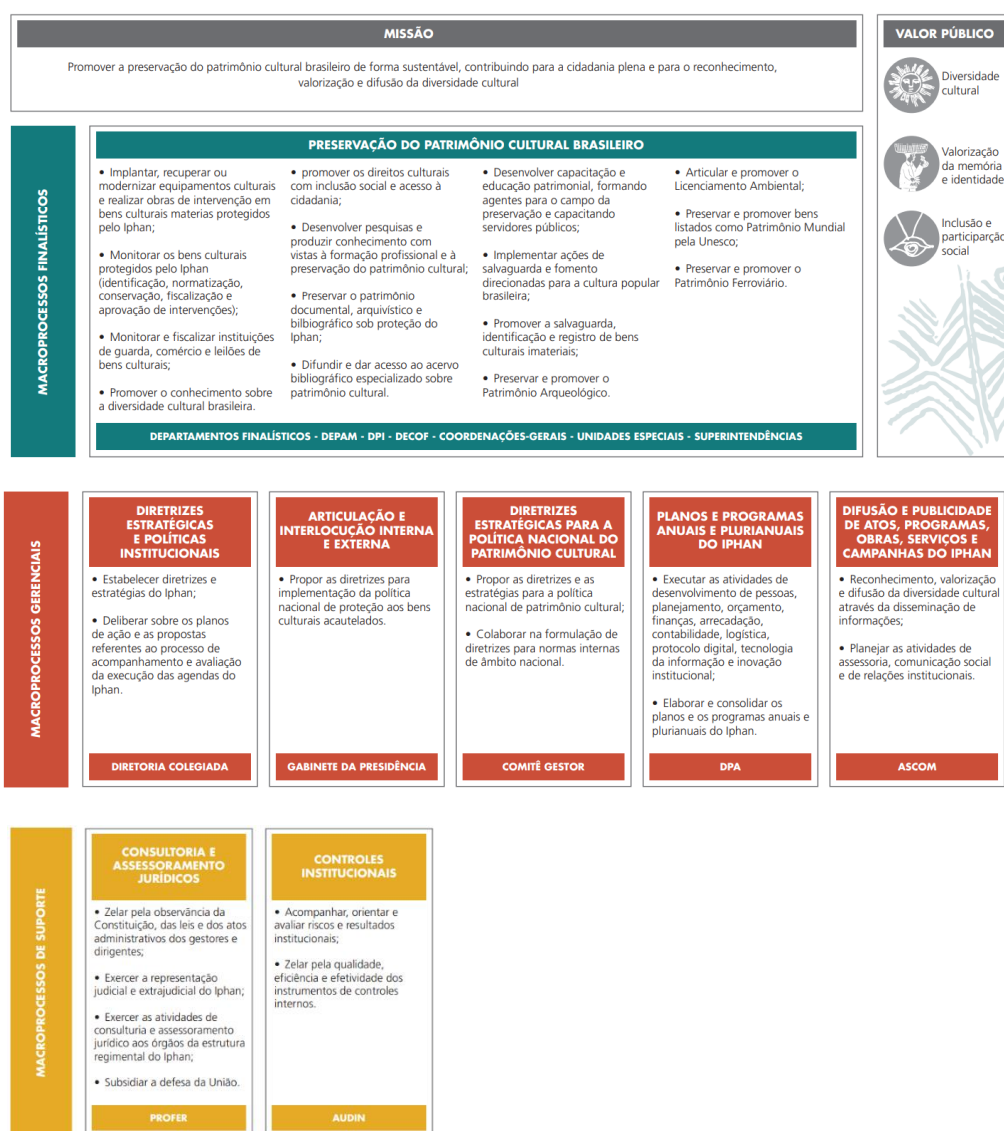 MISSÃO
Promover a preservação do patrimônio cultural brasileiro de forma sustentável, contribuindo para a cidadania plena e para o reconhecimento,
valorização e difusão da diversidade cultural
VALOR PÚBLICO
Diversidade
cultural
Valorização
da memória
e identidade
Inclusão e
participarção
social
MACROPROCESSOS FINALÍSTICOS
PRESERVAÇÃO DO PATRIMÔNIO CULTURAL BRASILEIRO
• Implantar, recuperar ou
modernizar equipamentos culturais
e realizar obras de intervenção em
bens culturais materias protegidos
pelo Iphan;
• Monitorar os bens culturais
protegidos pelo Iphan
(identificação, normatização,
conservação, fiscalização e
aprovação de intervenções);
• Monitorar e fiscalizar instituições
de guarda, comércio e leilões de
bens culturais;
• Promover o conhecimento sobre
a diversidade cultural brasileira.
• promover os direitos culturais
com inclusão social e acesso à
cidadania;
• Desenvolver pesquisas e
produzir conhecimento com
vistas à formação profissional e à
preservação do patrimônio cultural;
• Preservar o patrimônio
documental, arquivístico e
bilbiográfico sob proteção do
Iphan;
• Difundir e dar acesso ao acervo
bibliográfico especializado sobre
patrimônio cultural.
• Desenvolver capacitação e
educação patrimonial, formando
agentes para o campo da
preservação e capacitando
servidores públicos;
• Implementar ações de
salvaguarda e fomento
direcionadas para a cultura popular
brasileira;
• Promover a salvaguarda,
identificação e registro de bens
culturais imateriais;
• Preservar e promover o
Patrimônio Arqueológico.
• Articular e promover o
Licenciamento Ambiental;
• Preservar e promover bens
listados como Patrimônio Mundial
pela Unesco;
• Preservar e promover o
Patrimônio Ferroviário.
DEPARTAMENTOS FINALÍSTICOS - DEPAM - DPI - DECOF - COORDENAÇÕES-GERAIS - UNIDADES ESPECIAIS - SUPERINTENDÊNCIAS
MACROPROCESSOS GERENCIAIS
DIRETRIZES
ESTRATÉGICAS
E POLÍTICAS
INSTITUCIONAIS
• Estabelecer diretrizes e
estratégias do Iphan;
• Deliberar sobre os planos
de ação e as propostas
referentes ao processo de
acompanhamento e avaliação
da execução das agendas do
Iphan.
DIRETORIA COLEGIADA
ARTICULAÇÃO E
INTERLOCUÇÃO INTERNA
E EXTERNA
• Propor as diretrizes para
implementação da política
nacional de proteção aos bens
culturais acautelados.
GABINETE DA PRESIDÊNCIA
DIRETRIZES
ESTRATÉGICAS PARA A
POLÍTICA NACIONAL DO
PATRIMÔNIO CULTURAL
• Propor as diretrizes e as
estratégias para a política
nacional de patrimônio cultural;
• Colaborar na formulação de
diretrizes para normas internas
de âmbito nacional.
COMITÊ GESTOR
PLANOS E PROGRAMAS
ANUAIS E PLURIANUAIS
DO IPHAN
• Executar as atividades de
desenvolvimento de pessoas,
planejamento, orçamento,
finanças, arrecadação,
contabilidade, logística,
protocolo digital, tecnologia
da informação e inovação
institucional;
• Elaborar e consolidar os
planos e os programas anuais e
plurianuais do Iphan.
DPA
DIFUSÃO E PUBLICIDADE
DE ATOS, PROGRAMAS,
OBRAS, SERVIÇOS E
CAMPANHAS DO IPHAN
• Reconhecimento, valorização
e difusão da diversidade cultural
através da disseminação de
informações;
• Planejar as atividades de
assessoria, comunicação social
e de relações institucionais.
ASCOM
MACROPROCESSOS DE SUPORTE
CONSULTORIA E
ASSESSORAMENTO
JURÍDICOS
• Zelar pela observância da
Constituição, das leis e dos atos
administrativos dos gestores e
dirigentes;
• Exercer a representação
judicial e extrajudicial do Iphan;
• Exercer as atividades de
consulturia e assessoramento
jurídico aos órgãos da estrutura
regimental do Iphan;
• Subsidiar a defesa da União.
PROFER
CONTROLES
INSTITUCIONAIS
• Acompanhar, orientar e
avaliar riscos e resultados
institucionais;
• Zelar pela qualidade,
eficiência e efetividade dos
instrumentos de controles
internos.
AUDIN